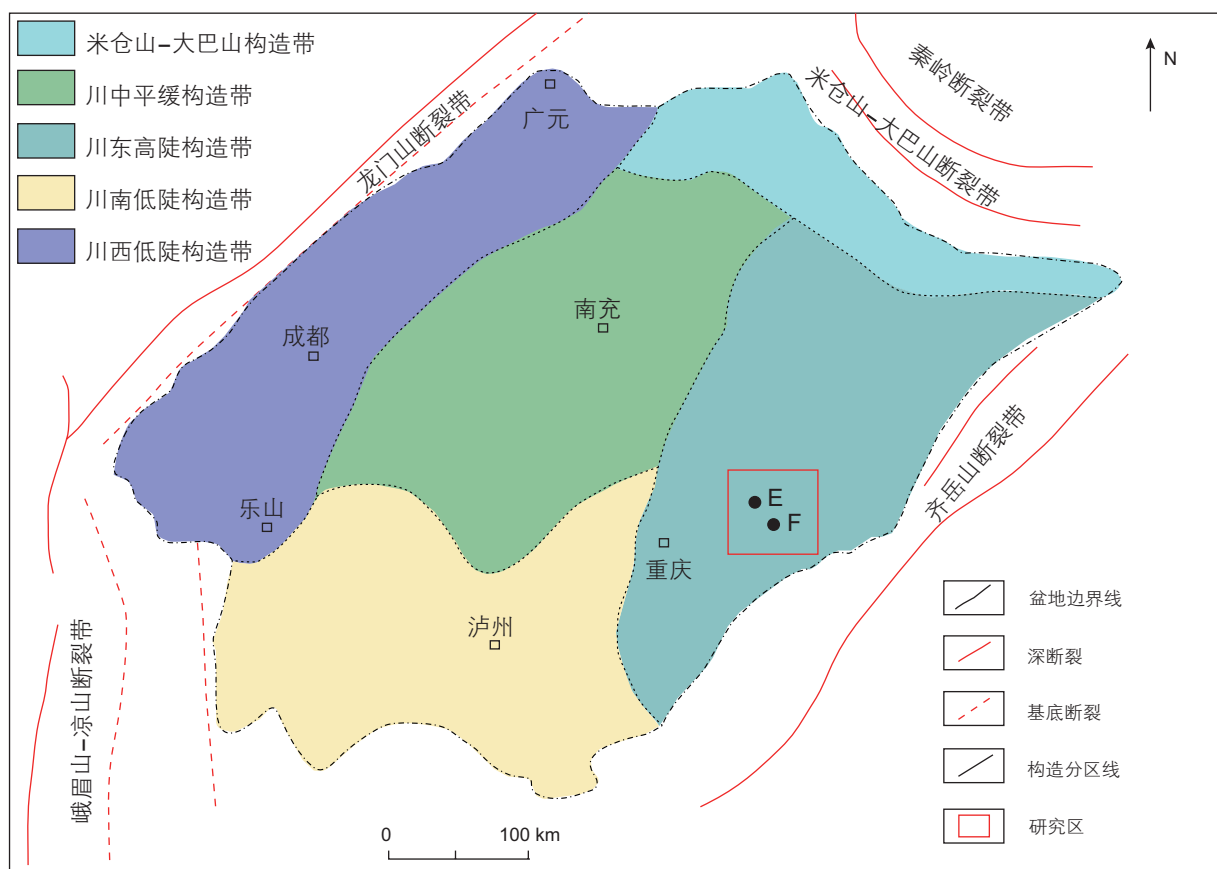 米仓山-大巴山构造带
川中平缓构造带
川东高陡构造带
川南低陡构造带
川西低陡构造带
龙门山断裂带
广元
米仓山-大巴山断裂带
秦岭断裂带
N
成都
南充
乐山
重庆
E
F
齐岳山断裂带
泸州
峨眉山-凉山断裂带
盆地边界线
深断裂
基底断裂
构造分区线
研究区
0 100 km